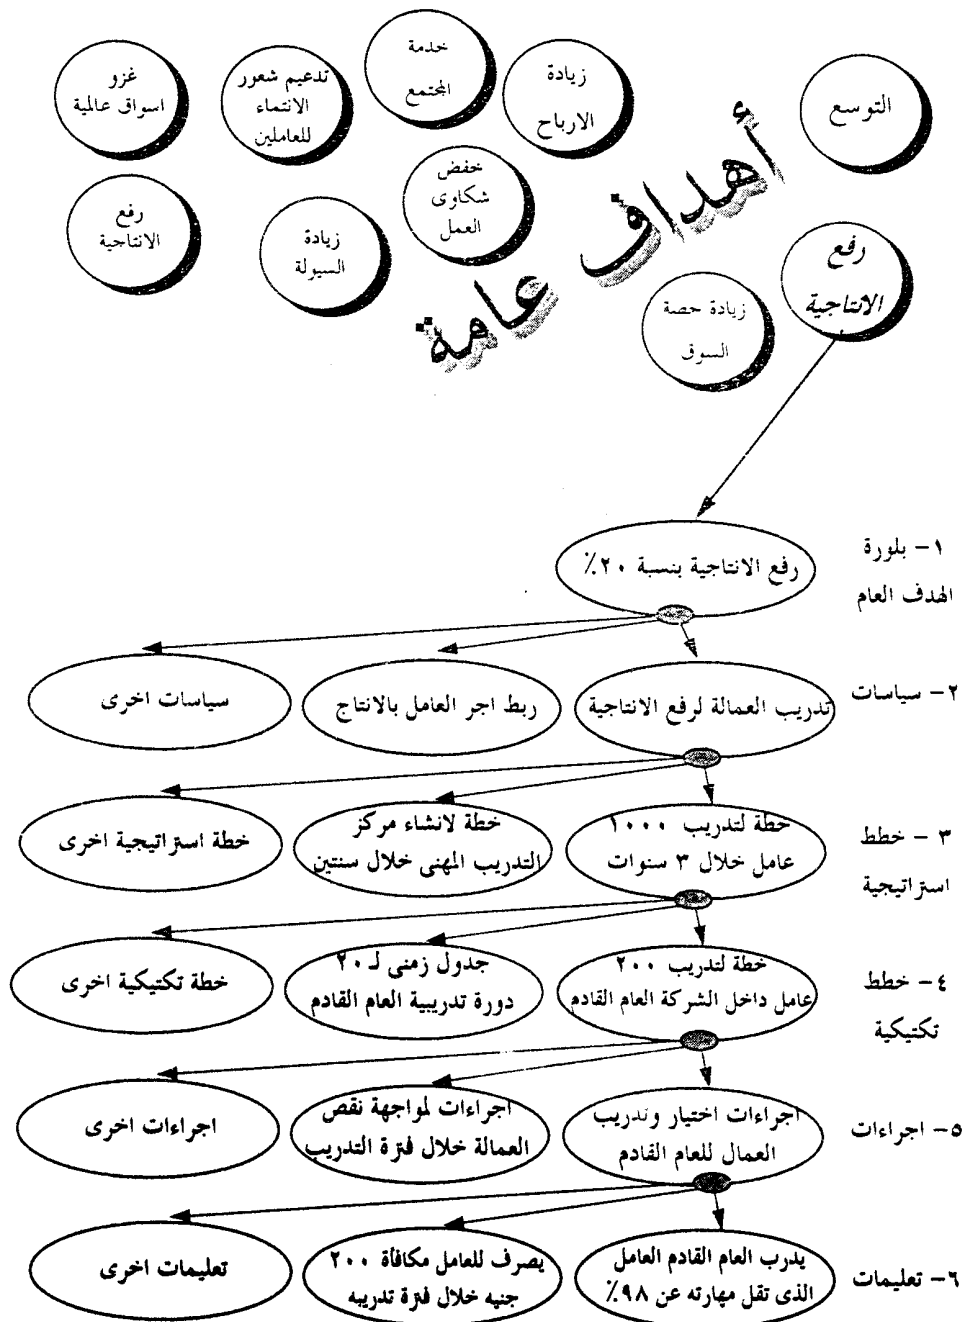 التوسع
زيادة
الارباح
خدمة
المجتمع
تدعيم شعور
الانتماء
للعاملين
غزو
اسواق عالمية
أهداف عامة
رفع
الانتاجية
زيادة حصة
السوق
خفض
شكاوى
العمل
زيادة
السيولة
رفع
الانتاجية
١- بلورة
الهدف العام
رفع الانتاجية بنسبة ٢٠٪
٢- سياسات
تدريب العمالة لرفع الانتاجية
ربط اجر العامل بالانتاج
سياسات اخرى
٣- خطط
استراتيجية
خطة لتدريب ١٠٠٠
عامل خلال ٣ سنوات
خطة لانشاء مركز
التدريب المهنى خلال سنتين
خطة استراتيجية اخرى
٤- خطط
تكتيكية
خطة لتدريب ٢٠٠
عامل داخل الشركة العام القادم
جدول زمنى لـ ٢٠
دورة تدريبية العام القادم
خطة تكتيكية اخرى
٥- اجراءات
اجراءات اختيار وتدريب
العمال للعام القادم
اجراءات لمواجهة نقص
العمالة خلال فترة التدريب
اجراءات اخرى
٦- تعليمات
يدرب العام القادم العامل
الذى تقل مهارته عن ٩٨٪
يصرف للعامل مكافأة ٢٠٠
جنيه خلال فترة تدريبه
تعليمات اخرى